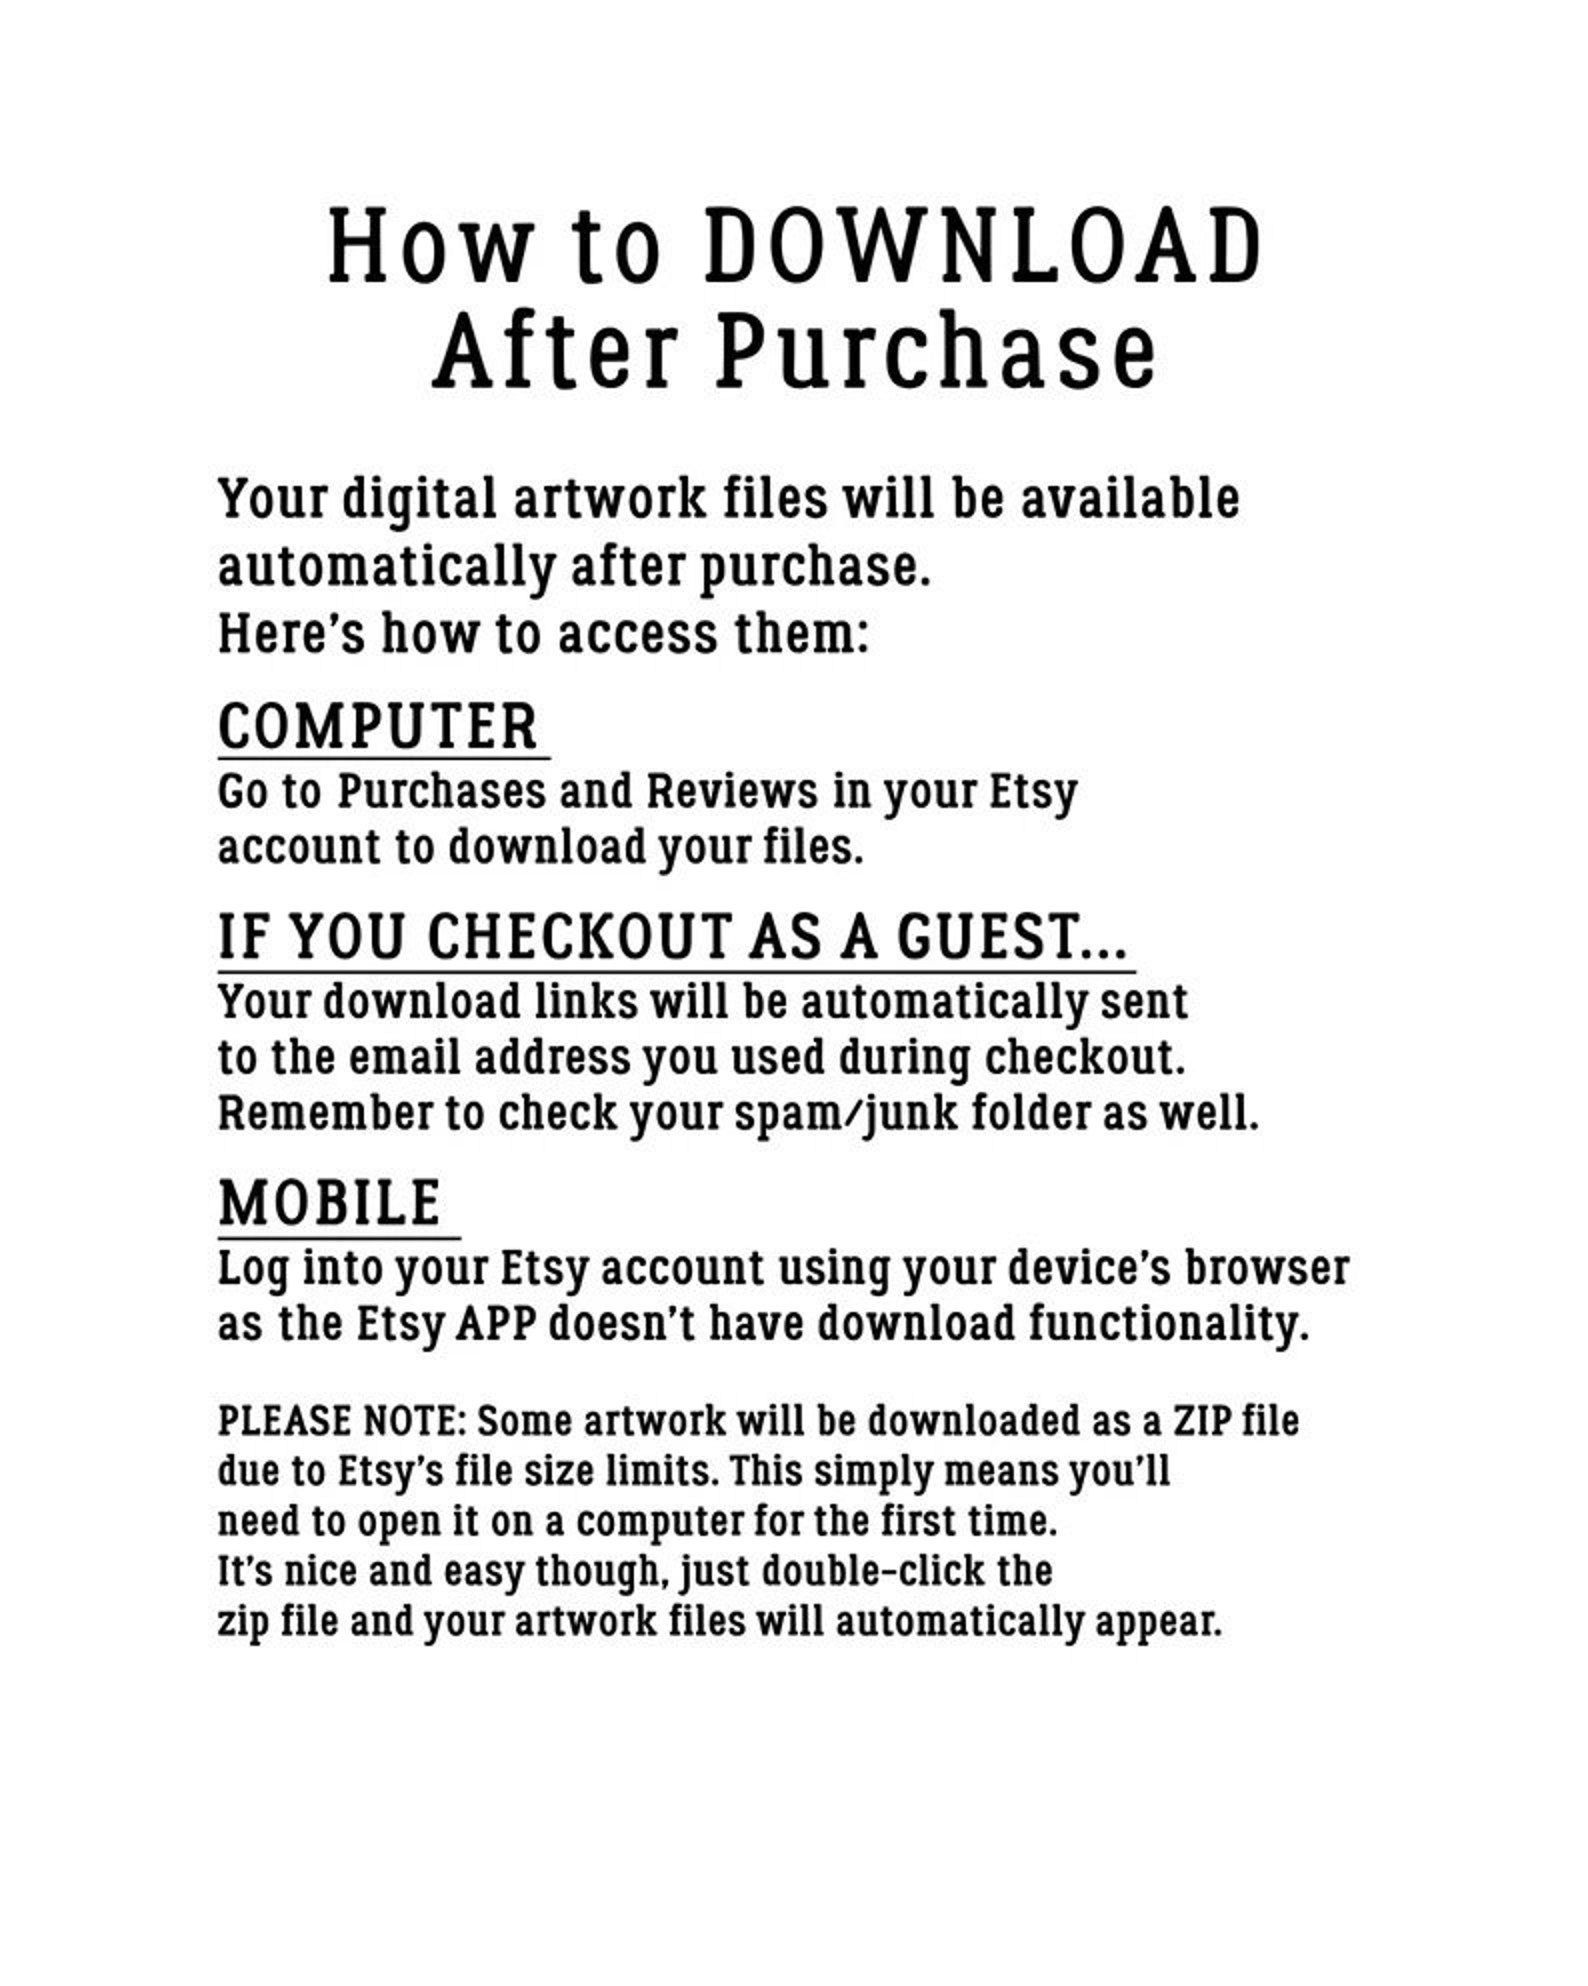 How to DOWNLOAD
After Purchase
Your digital artwork files will be available
automatically after purchase.
Here’s how to access them:
COMPUTER
Go to Purchases and Reviews in your Etsy
account to download your files.
IF YOU CHECKOUT AS A GUEST...
Your download links will be automatically sent
to the email address you used during checkout.
Remember to check your spam/junk folder as well.
MOBILE
Log into your Etsy account using your device’s browser
as the Etsy APP doesn’t have download functionality.
PLEASE NOTE: Some artwork will be downloaded as a ZIP file
due to Etsy’s file size limits. This simply means you’ll
need to open it on a computer for the first time.
It’s nice and easy though, just double-click the
zip file and your artwork files will automatically appear.